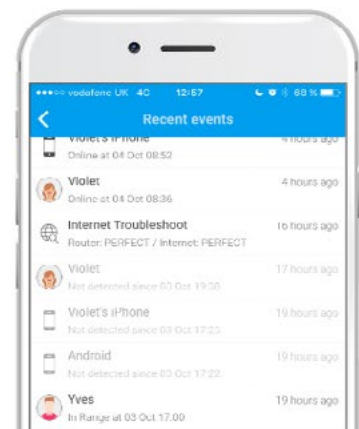 vodafone UK 4G 12:57 68 %
Recent events
Violet's iPhone 4 hours ago
Online at 04 Oct 08:52
Violet 4 hours ago
Online at 04 Oct 08:36
Internet Troubleshoot 16 hours ago
Router: PERFECT / Internet: PERFECT
Violet 17 hours ago
Not detected since 03 Oct 19:38
Violet's iPhone 19 hours ago
Not detected since 03 Oct 17:23
Android 19 hours ago
Not detected since 03 Oct 17:22
Yves 19 hours ago
In Range at 03 Oct 17.00